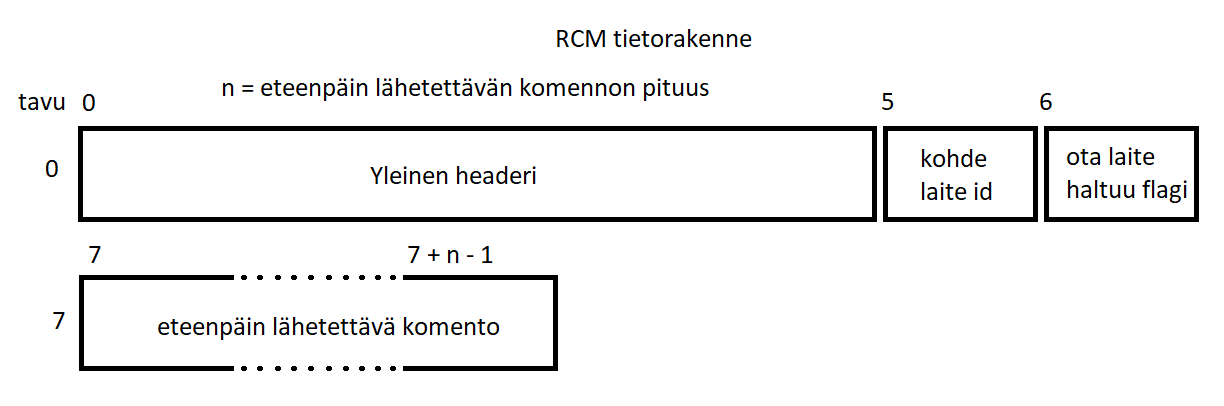 RCM tietorakenne
n = eteenpäin lähetettävän komennon pituus
tavu 0 5 6
0 Yleinen headeri kohde laite id ota laite haltuu flagi
7 7 + n - 1
7 eteenpäin lähetettävä komento